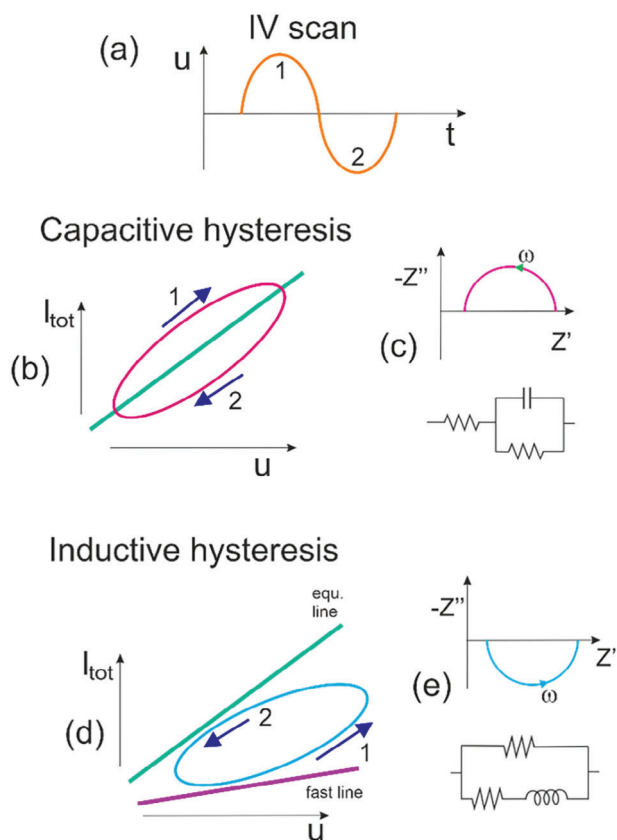 IV scan
(a)
u
1
2
t
Capacitive hysteresis
(b)
I_tot
1
2
u
-Z''
ω
Z'
(c)
Inductive hysteresis
(d)
I_tot
equ.
line
2
1
fast line
u
-Z''
Z'
ω
(e)